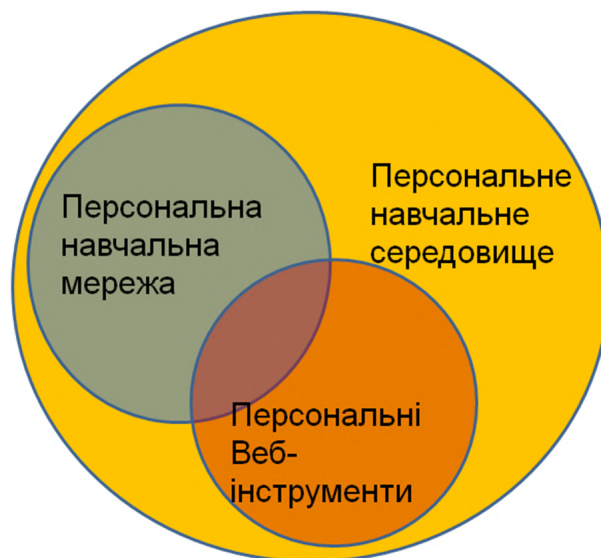 Персональна
навчальна
мережа
Персональне
навчальне
середовище
Персональні
Веб-
інструменти